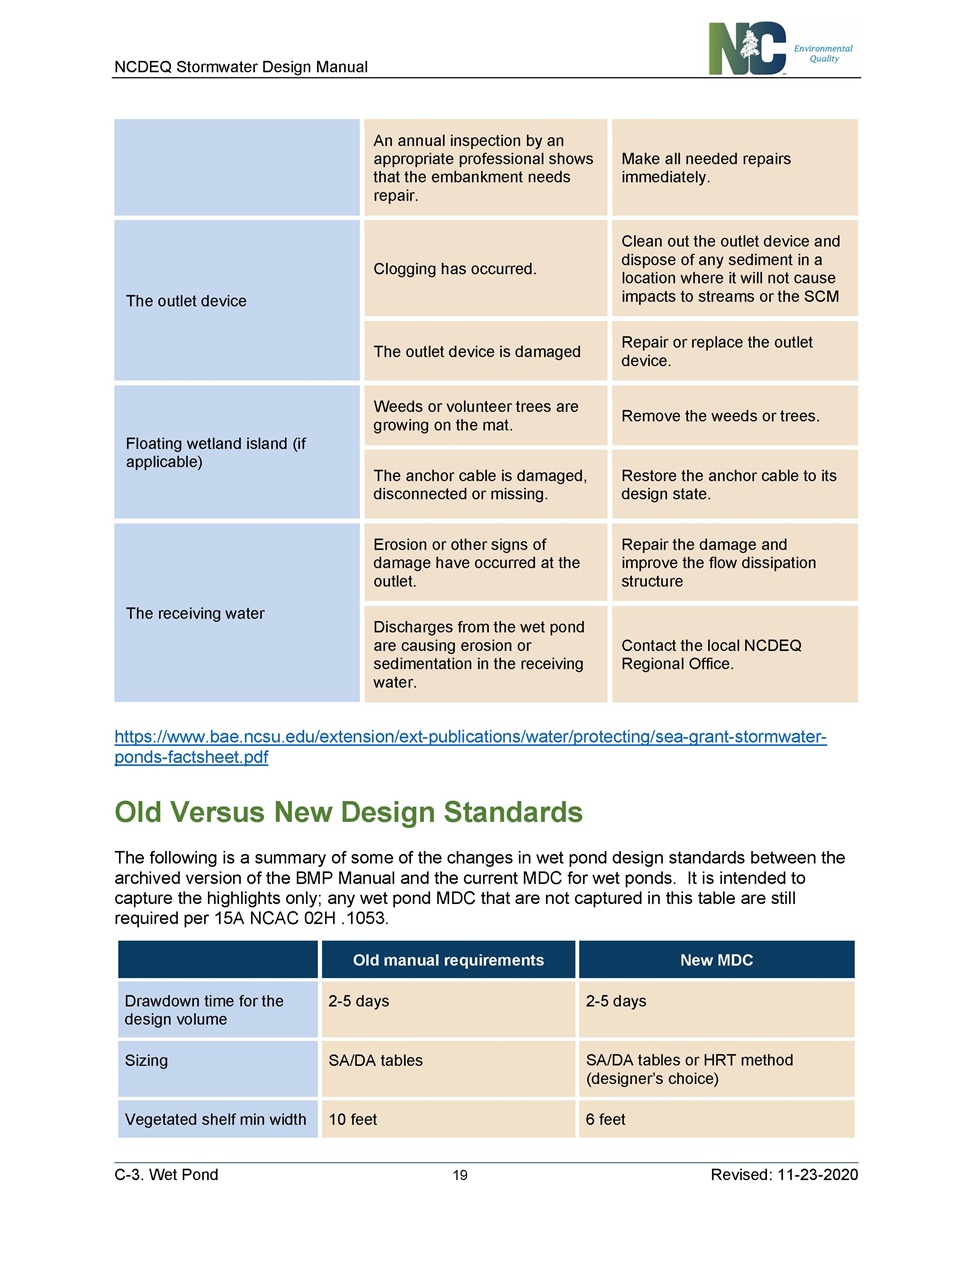 NCDEQ Stormwater Design Manual
NC
Environmental
Quality
An annual inspection by an
appropriate professional shows
that the embankment needs
repair.
Make all needed repairs
immediately.
The outlet device
Clogging has occurred.
Clean out the outlet device and
dispose of any sediment in a
location where it will not cause
impacts to streams or the SCM
The outlet device is damaged
Repair or replace the outlet
device.
Floating wetland island (if
applicable)
Weeds or volunteer trees are
growing on the mat.
Remove the weeds or trees.
The anchor cable is damaged,
disconnected or missing.
Restore the anchor cable to its
design state.
The receiving water
Erosion or other signs of
damage have occurred at the
outlet.
Repair the damage and
improve the flow dissipation
structure
Discharges from the wet pond
are causing erosion or
sedimentation in the receiving
water.
Contact the local NCDEQ
Regional Office.
https://www.bae.ncsu.edu/extension/ext-publications/water/protecting/sea-grant-stormwater-
ponds-factsheet.pdf
Old Versus New Design Standards
The following is a summary of some of the changes in wet pond design standards between the
archived version of the BMP Manual and the current MDC for wet ponds.  It is intended to
capture the highlights only; any wet pond MDC that are not captured in this table are still
required per 15A NCAC 02H .1053.
Old manual requirements
New MDC
Drawdown time for the
design volume
2-5 days
2-5 days
Sizing
SA/DA tables
SA/DA tables or HRT method
(designer's choice)
Vegetated shelf min width
10 feet
6 feet
C-3. Wet Pond
19
Revised: 11-23-2020